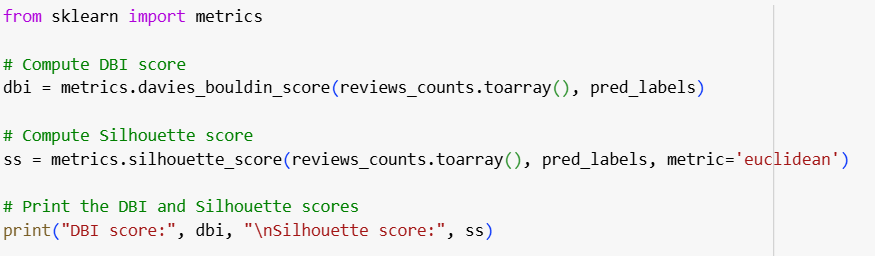 from sklearn import metrics
# Compute DBI score
dbi = metrics.davies_bouldin_score(reviews_counts.toarray(), pred_labels)
# Compute Silhouette score
ss = metrics.silhouette_score(reviews_counts.toarray(), pred_labels, metric='euclidean')
# Print the DBI and Silhouette scores
print("DBI score:", dbi, "\nSilhouette score:", ss)